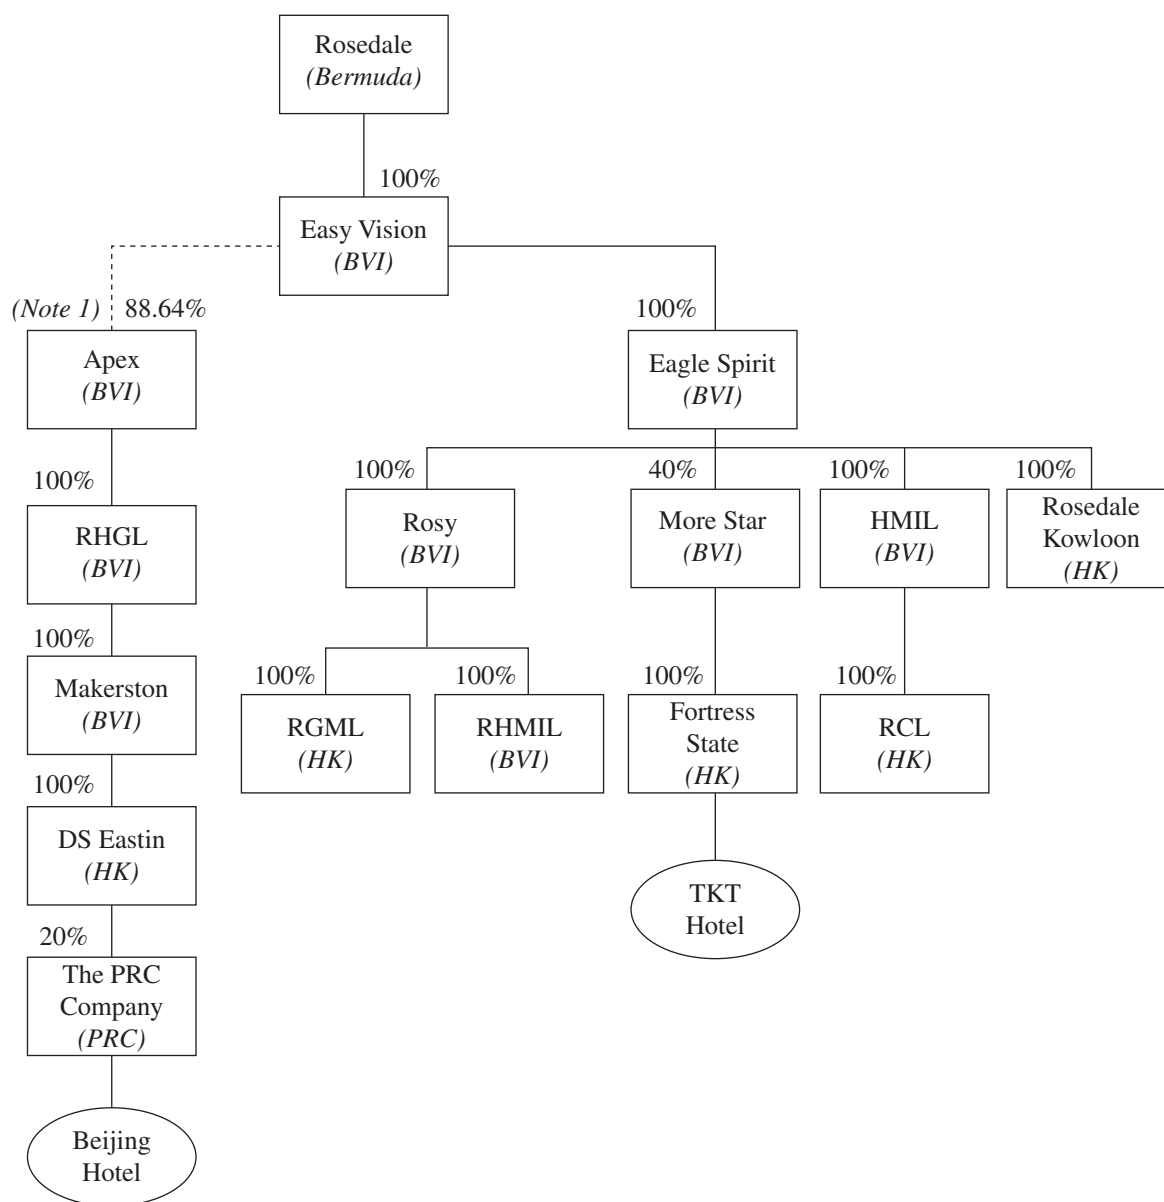 Rosedale
(Bermuda)
100%
Easy Vision
(BVI)
(Note 1) 88.64%
100%
Apex
(BVI)
Eagle Spirit
(BVI)
100%
100%
40%
100%
100%
RHGL
(BVI)
Rosy
(BVI)
More Star
(BVI)
HMIL
(BVI)
Rosedale
Kowloon
(HK)
100%
100%
100%
100%
100%
Makerston
(BVI)
RGML
(HK)
RHMIL
(BVI)
Fortress
State
(HK)
RCL
(HK)
100%
DS Eastin
(HK)
TKT
Hotel
20%
The PRC
Company
(PRC)
Beijing
Hotel